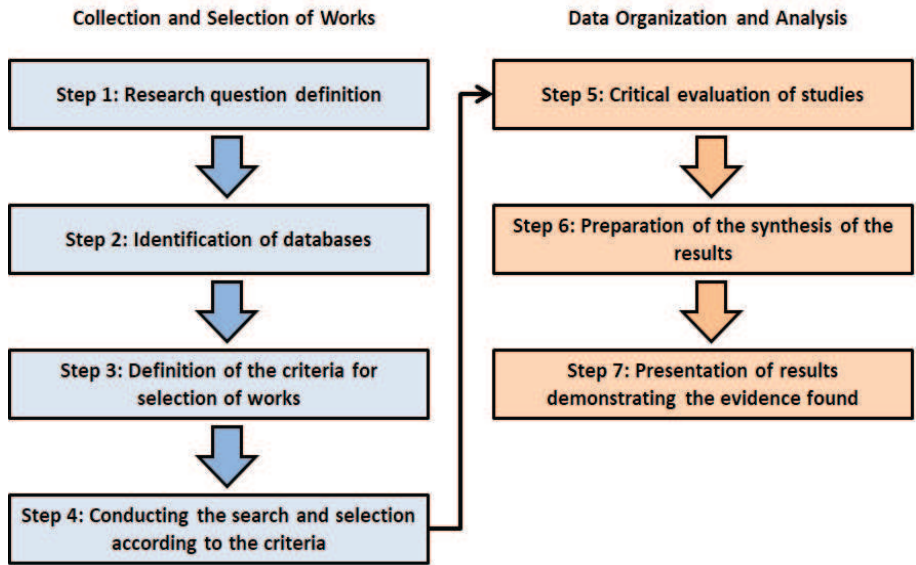 Collection and Selection of Works
Step 1: Research question definition
Step 2: Identification of databases
Step 3: Definition of the criteria for
selection of works
Step 4: Conducting the search and selection
according to the criteria
Data Organization and Analysis
Step 5: Critical evaluation of studies
Step 6: Preparation of the synthesis of the
results
Step 7: Presentation of results
demonstrating the evidence found